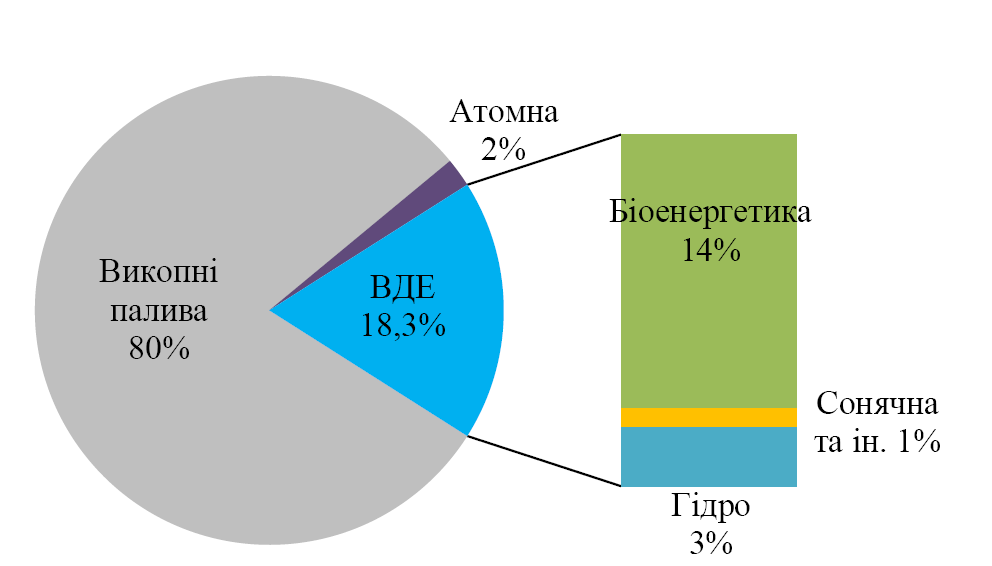 Атомна
2%
Біоенергетика
14%
Викопні
палива
80%
ВДЕ
18,3%
Сонячна
та ін. 1%
Гідро
3%